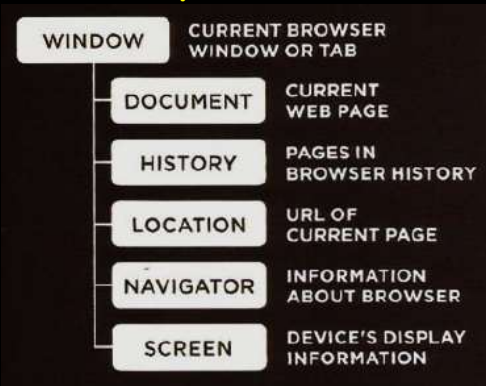 WINDOW
CURRENT BROWSER
WINDOW OR TAB
DOCUMENT
CURRENT
WEB PAGE
HISTORY
PAGES IN
BROWSER HISTORY
LOCATION
URL OF
CURRENT PAGE
NAVIGATOR
INFORMATION
ABOUT BROWSER
SCREEN
DEVICE'S DISPLAY
INFORMATION